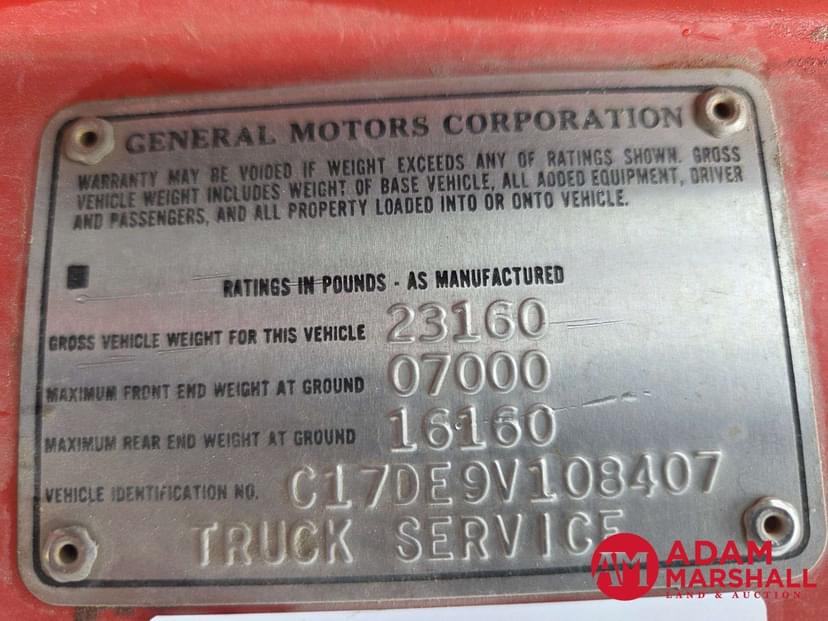 GENERAL MOTORS CORPORATION
WARRANTY MAY BE VOIDED IF WEIGHT EXCEEDS ANY OF RATINGS SHOWN. GROSS
VEHICLE WEIGHT INCLUDES WEIGHT OF BASE VEHICLE, ALL ADDED EQUIPMENT, DRIVER
AND PASSENGERS, AND ALL PROPERTY LOADED INTO OR ONTO VEHICLE.
RATINGS IN POUNDS - AS MANUFACTURED
GROSS VEHICLE WEIGHT FOR THIS VEHICLE 23160
MAXIMUM FRONT END WEIGHT AT GROUND 07000
MAXIMUM REAR END WEIGHT AT GROUND 16160
VEHICLE IDENTIFICATION NO. C17DE9V108407
TRUCK SERVICE
AM ADAM
MARSHALL
LAND & AUCTION